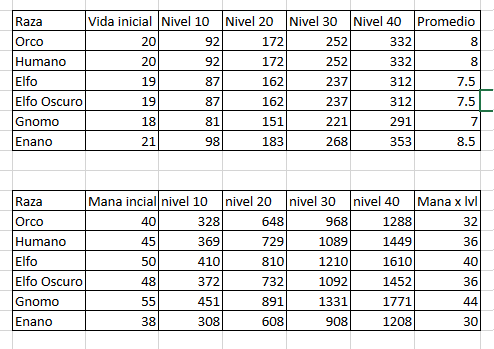 Raza Vida inicial Nivel 10 Nivel 20 Nivel 30 Nivel 40 Promedio
Orco 20 92 172 252 332 8
Humano 20 92 172 252 332 8
Elfo 19 87 162 237 312 7.5
Elfo Oscuro 19 87 162 237 312 7.5
Gnomo 18 81 151 221 291 7
Enano 21 98 183 268 353 8.5
Raza Mana incial nivel 10 nivel 20 nivel 30 nivel 40 Mana x lvl
Orco 40 328 648 968 1288 32
Humano 45 369 729 1089 1449 36
Elfo 50 410 810 1210 1610 40
Elfo Oscuro 48 372 732 1092 1452 36
Gnomo 55 451 891 1331 1771 44
Enano 38 308 608 908 1208 30